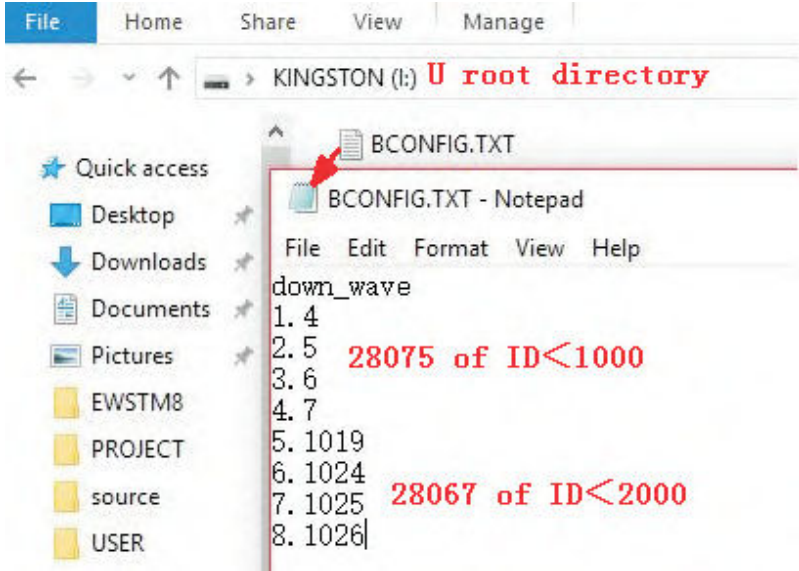 File Home Share View Manage
KINGSTON (I:) U root directory
BCONFIG.TXT
Quick access
Desktop
Downloads
Documents
Pictures
EWSTM8
PROJECT
source
USER
BCONFIG.TXT - Notepad
File Edit Format View Help
down_wave
1. 4
2. 5
3. 6
4. 7
28075 of ID<1000
5. 1019
6. 1024
7. 1025
8. 1026
28067 of ID<2000